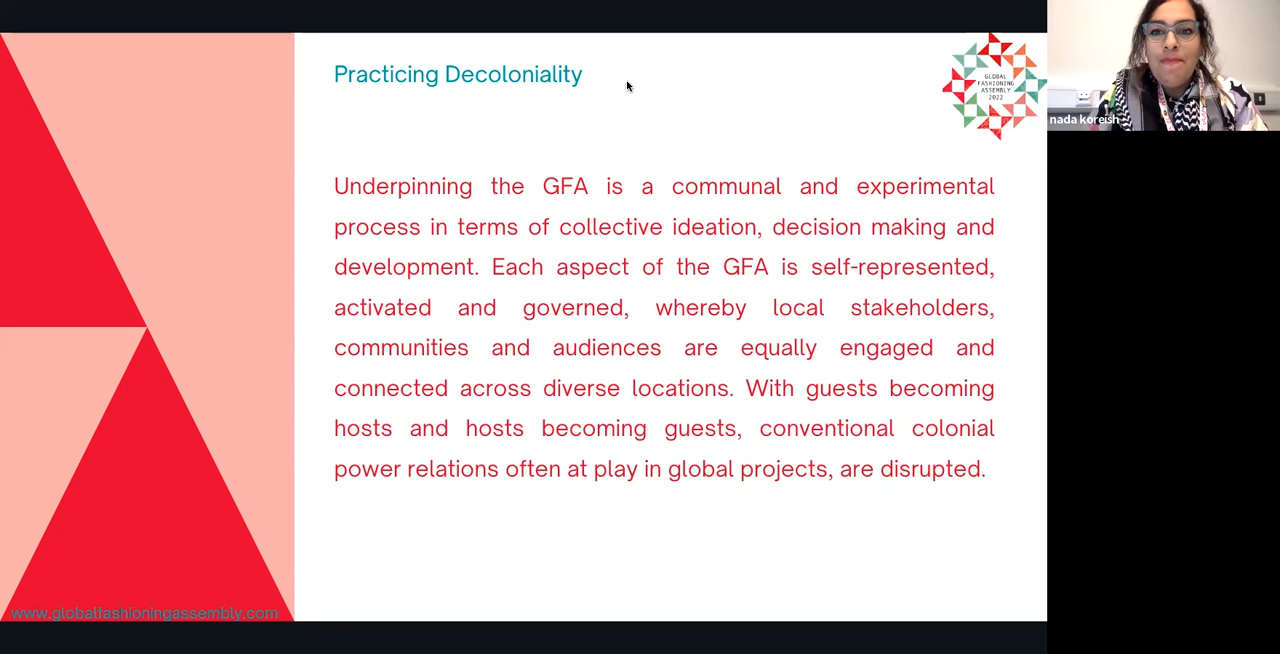 Practicing Decoloniality
GLOBAL
FASHIONING
ASSEMBLY
2022
nada koreish
Underpinning the GFA is a communal and experimental
process in terms of collective ideation, decision making and
development. Each aspect of the GFA is self-represented,
activated and governed, whereby local stakeholders,
communities and audiences are equally engaged and
connected across diverse locations. With guests becoming
hosts and hosts becoming guests, conventional colonial
power relations often at play in global projects, are disrupted.
www.globalfashioningassembly.com